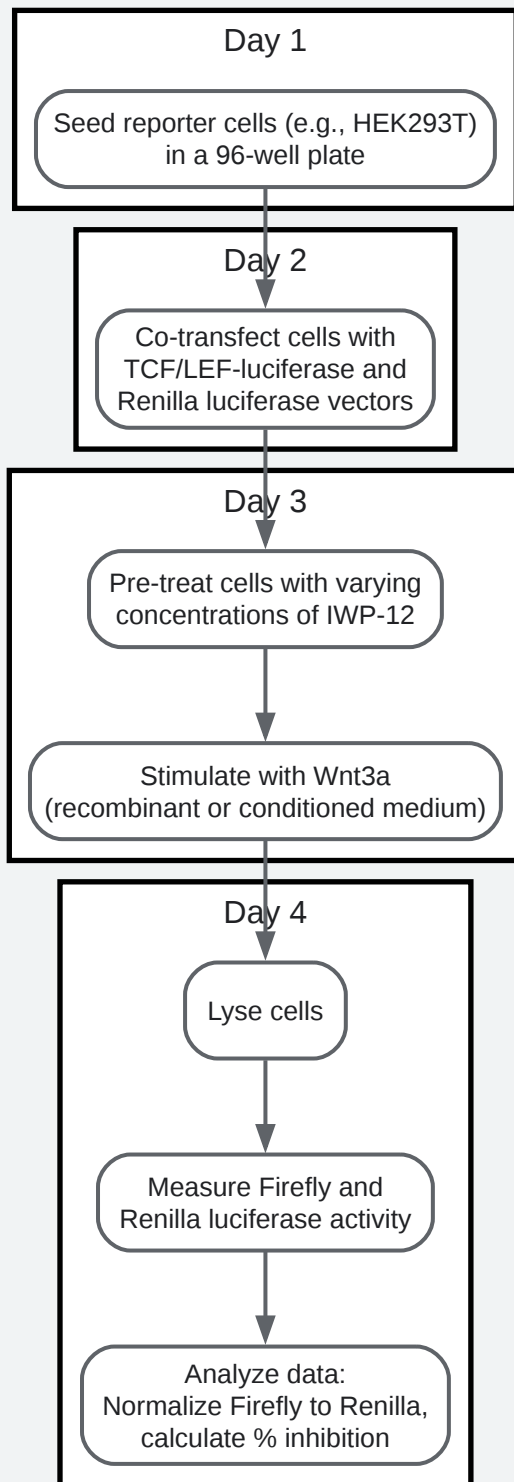 Day 1
Seed reporter cells (e.g., HEK293T)
in a 96-well plate
Day 2
Co-transfect cells with
TCF/LEF-luciferase and
Renilla luciferase vectors
Day 3
Pre-treat cells with varying
concentrations of IWP-12
Stimulate with Wnt3a
(recombinant or conditioned medium)
Day 4
Lyse cells
Measure Firefly and
Renilla luciferase activity
Analyze data:
Normalize Firefly to Renilla,
calculate % inhibition